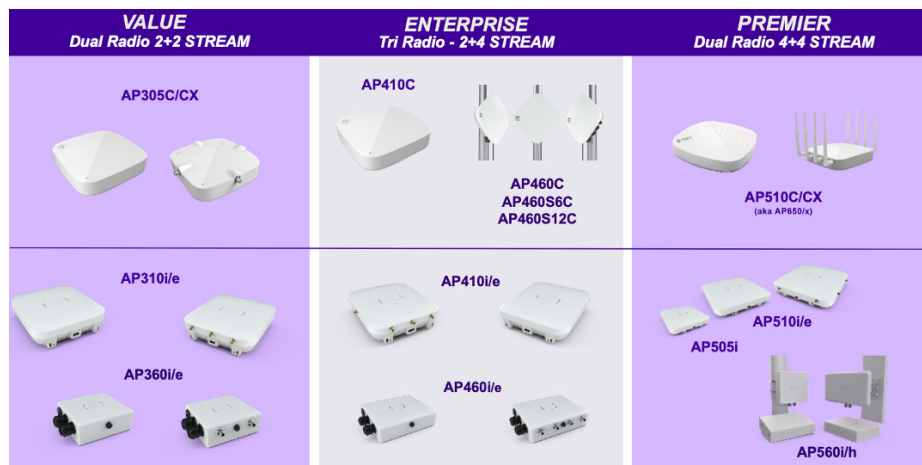 VALUE
Dual Radio 2+2 STREAM
ENTERPRISE
Tri Radio - 2+4 STREAM
PREMIER
Dual Radio 4+4 STREAM
AP305C/CX
AP410C
AP460C
AP460S6C
AP460S12C
AP510C/CX
(aka AP650/x)
AP310i/e
AP360i/e
AP410i/e
AP460i/e
AP510i/e
AP505i
AP560i/h